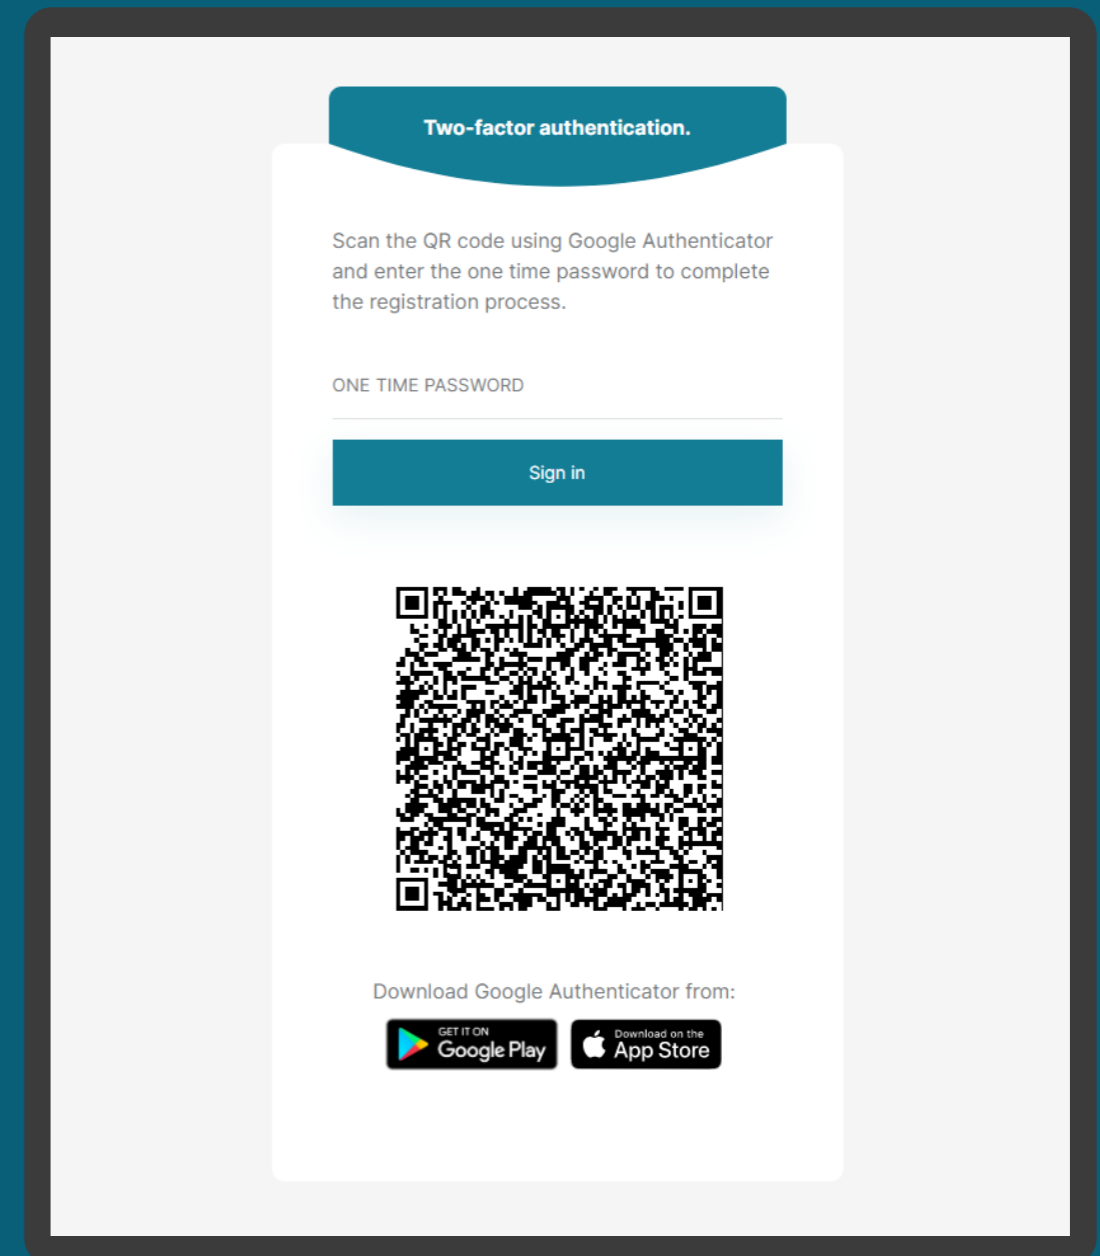 Two-factor authentication.
Scan the QR code using Google Authenticator
and enter the one time password to complete
the registration process.
ONE TIME PASSWORD
Sign in
Download Google Authenticator from:
GET IT ON
Google Play
Download on the
App Store